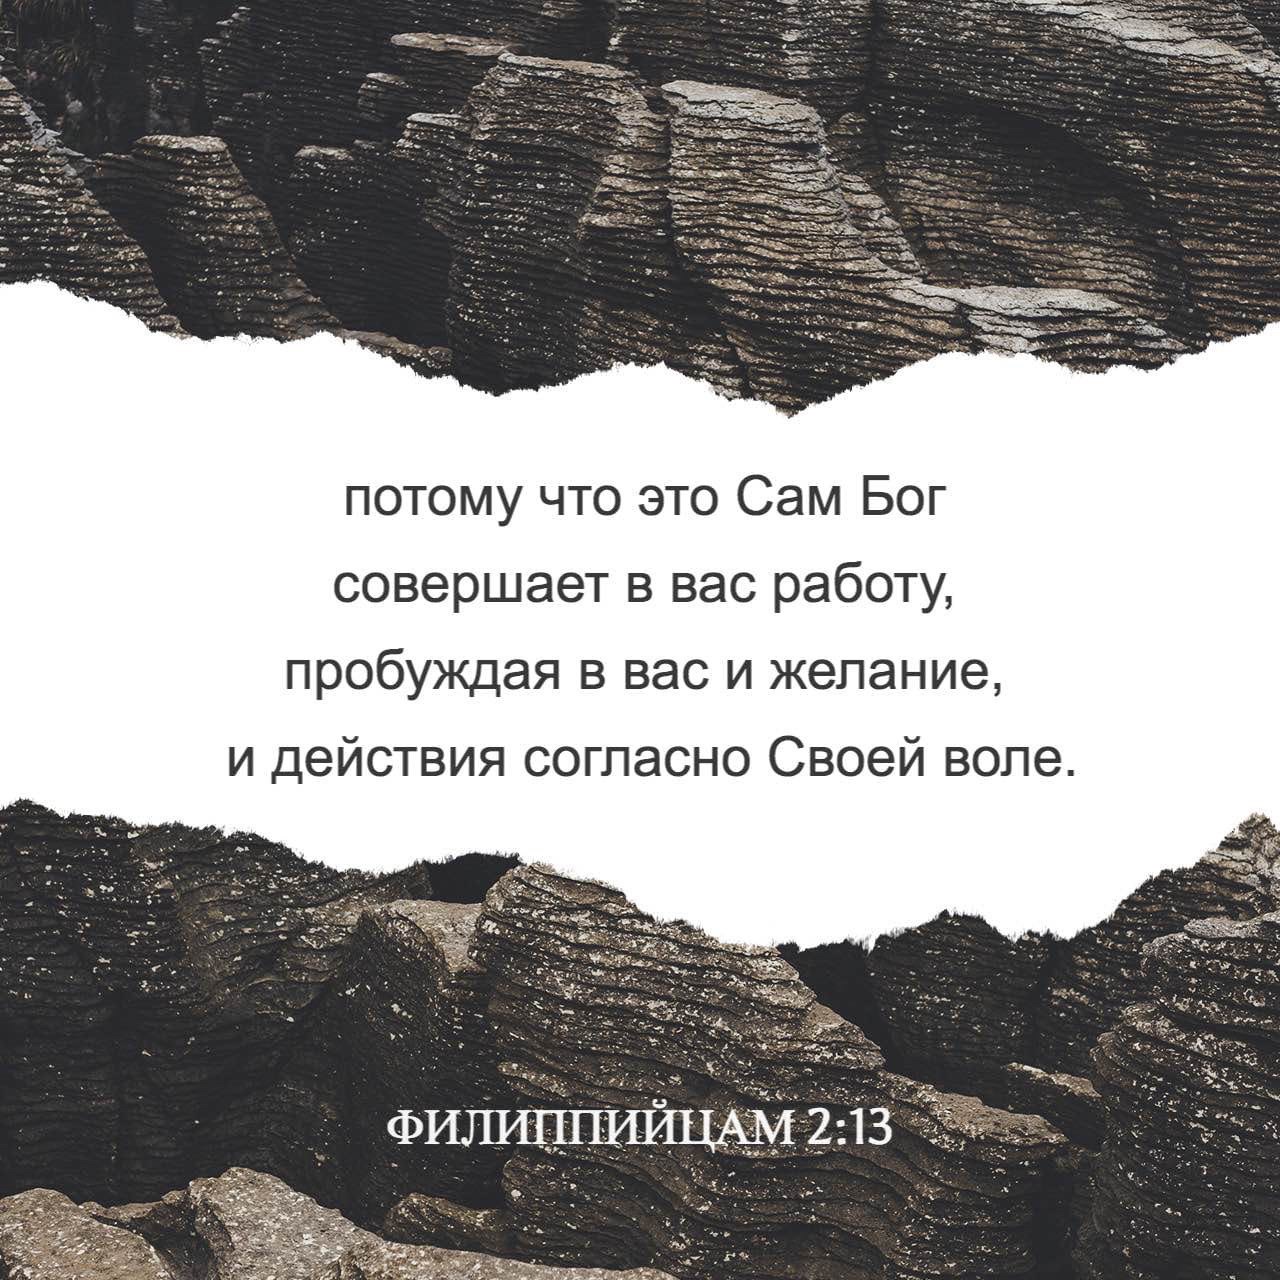 потому что это Сам Бог
совершает в вас работу,
пробуждая в вас и желание,
и действия согласно Своей воле.
ФИЛИППИЙЦАМ 2:13